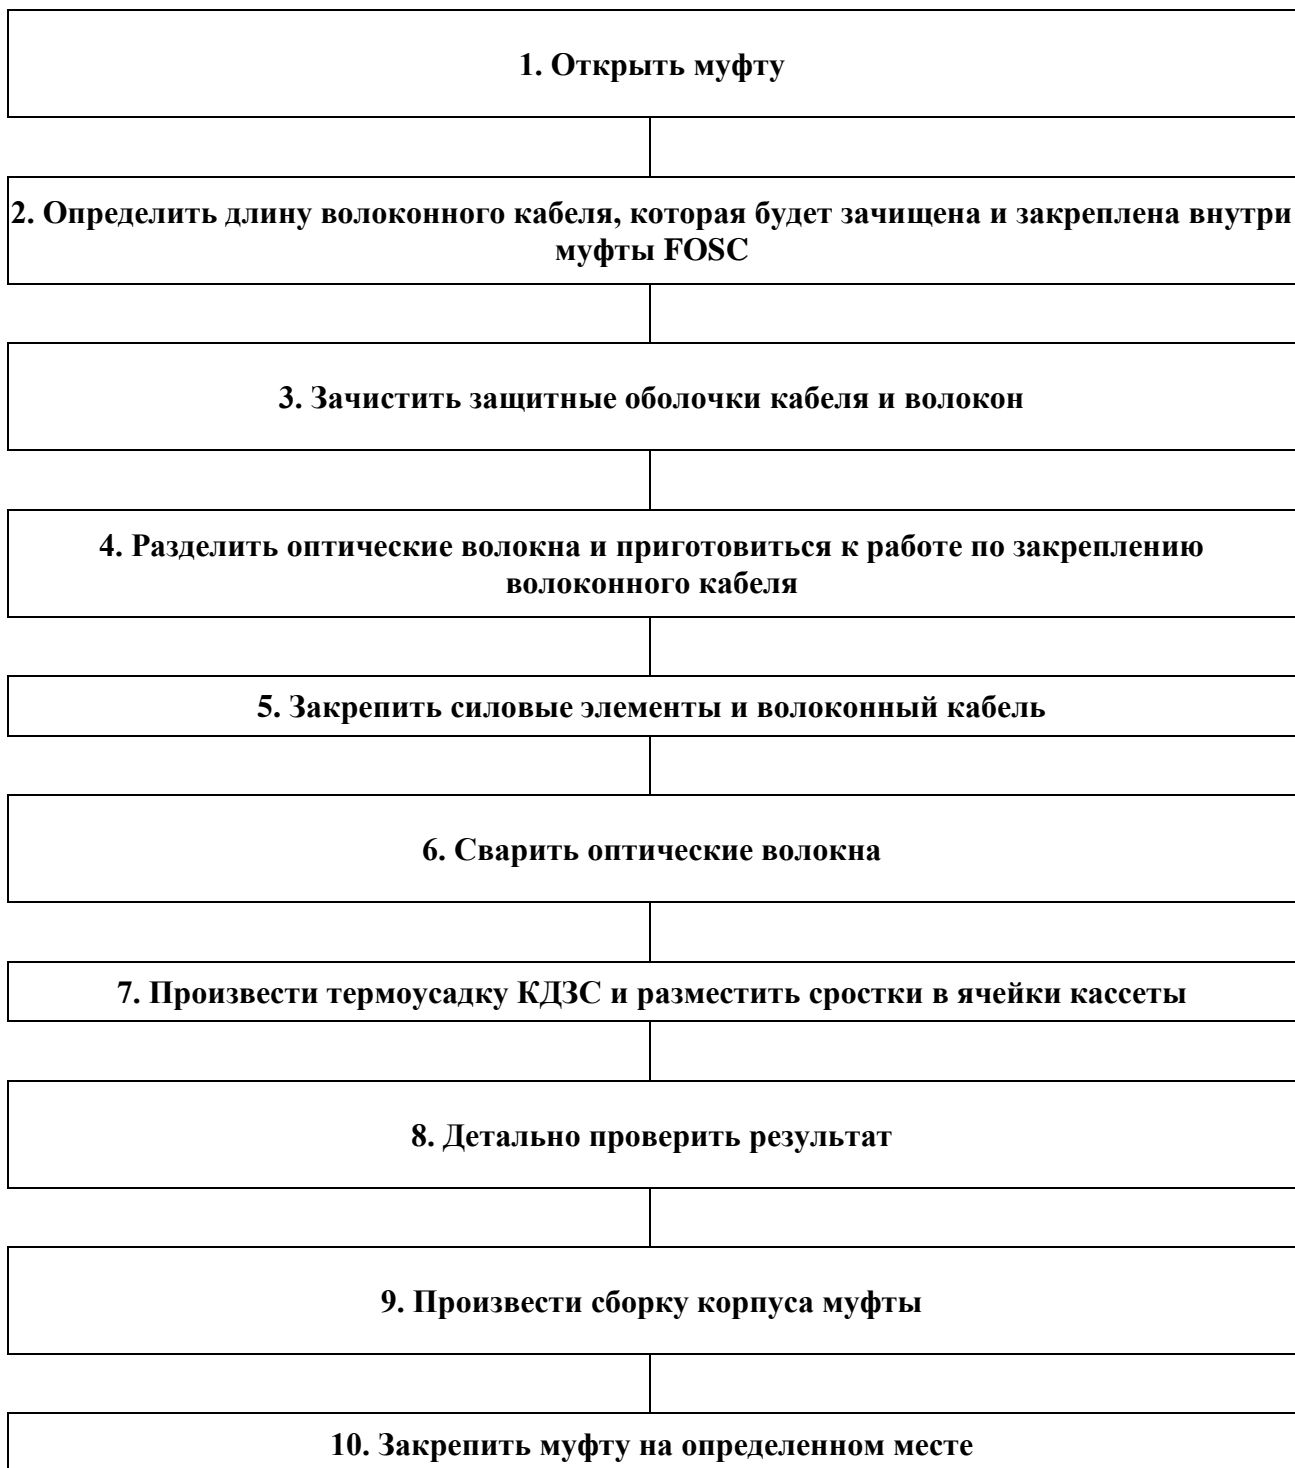 1. Открыть муфту
2. Определить длину волоконного кабеля, которая будет зачищена и закреплена внутри
муфты FOSC
3. Зачистить защитные оболочки кабеля и волокон
4. Разделить оптические волокна и приготовиться к работе по закреплению
волоконного кабеля
5. Закрепить силовые элементы и волоконный кабель
6. Сварить оптические волокна
7. Произвести термоусадку КДЗС и разместить сростки в ячейки кассеты
8. Детально проверить результат
9. Произвести сборку корпуса муфты
10. Закрепить муфту на определенном месте